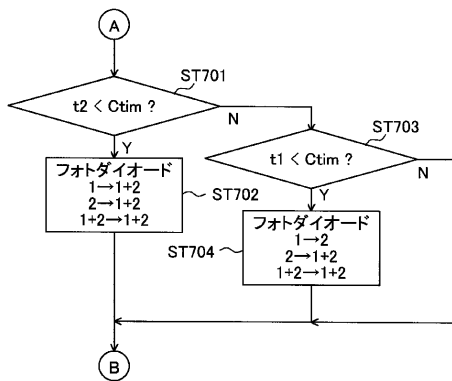 A
ST701
t2 < Ctim ?
N
Y
ST703
t1 < Ctim ?
N
Y
フォトダイオード
1→1+2
2→1+2
1+2→1+2
ST702
フォトダイオード
1→2
2→1+2
1+2→1+2
ST704
B